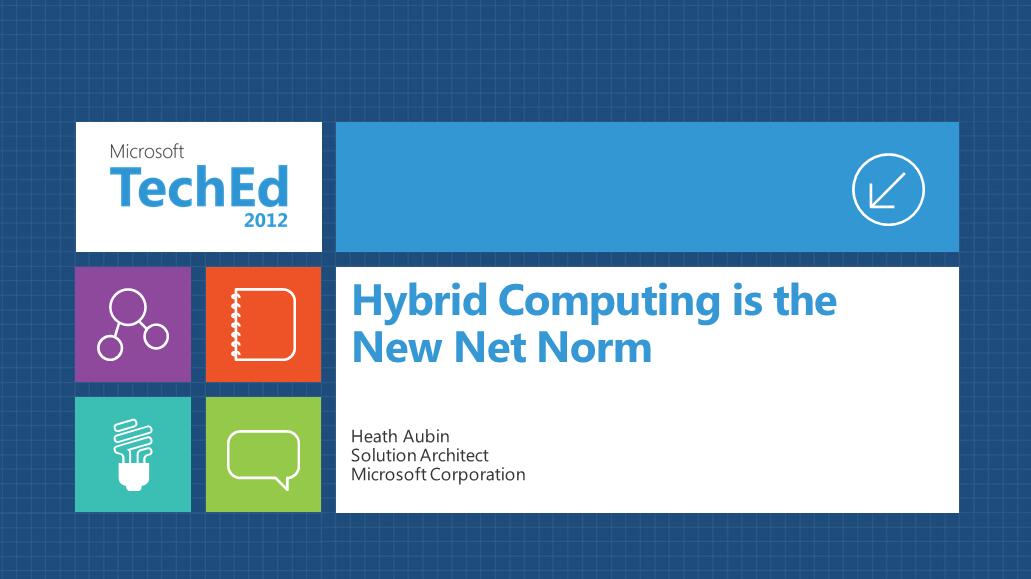 Microsoft
TechEd
2012
Hybrid Computing is the
New Net Norm
Heath Aubin
Solution Architect
Microsoft Corporation